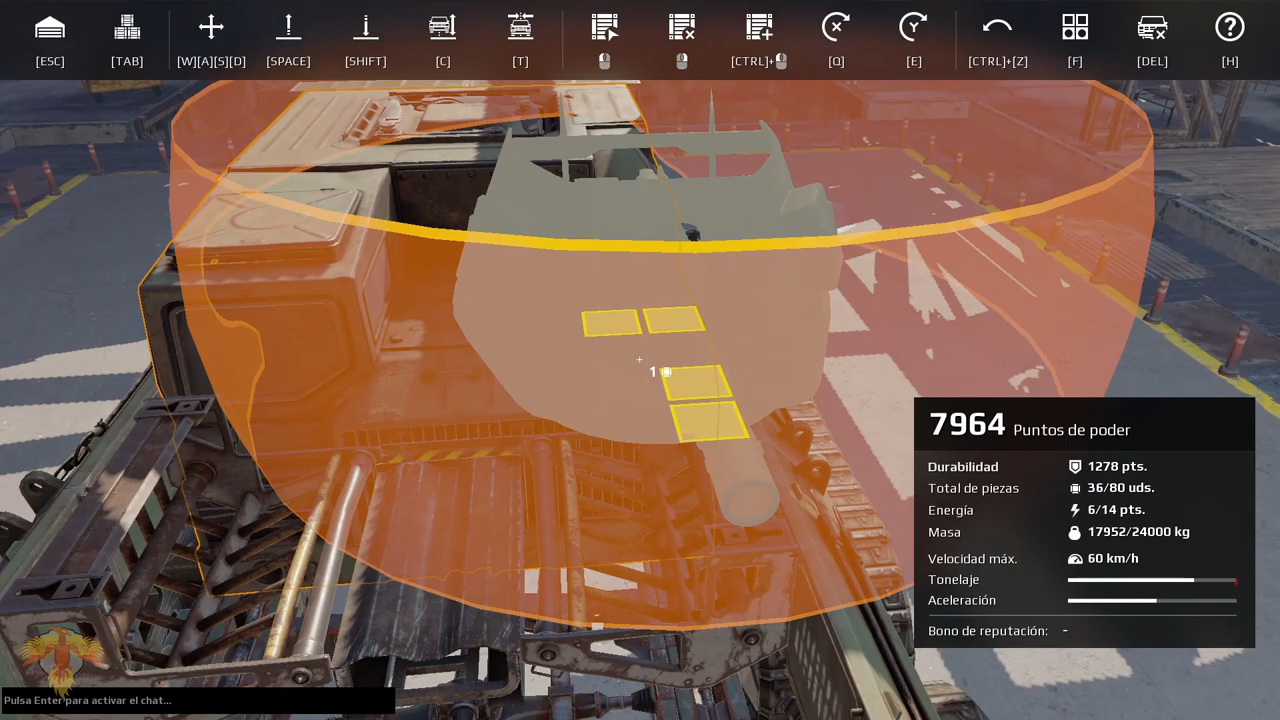 [ESC] [TAB] [W][A][S][D] [SPACE] [SHIFT] [C] [T] [CTRL]+ [Q] [E] [CTRL]+[Z] [F] [DEL] [H]
1
7964 Puntos de poder
Durabilidad 1278 pts.
Total de piezas 36/80 uds.
Energía 6/14 pts.
Masa 17952/24000 kg
Velocidad máx. 60 km/h
Tonelaje
Aceleración
Bono de reputación: -
Pulsa Enter para activar el chat...